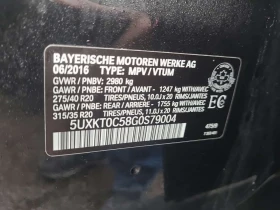 BAYERISCHE MOTOREN WERKE AG
06/2016 TYPE: MPV / VTUM
GVWR / PNBV: 2980 kg
GAWR / PNBE: FRONT / AVANT: 1247 kg WITH/AVEC
275/40 R20 TIRES/PNEUS, 10.0J x 20 RIMS/JANTES
GAWR / PNBE: REAR / ARRIERE: 1755 kg WITH/AVEC
315/35 R20 TIRES/PNEUS, 11.0J x 20 RIMS/JANTES
EC
5UXKT0C58G0S79004